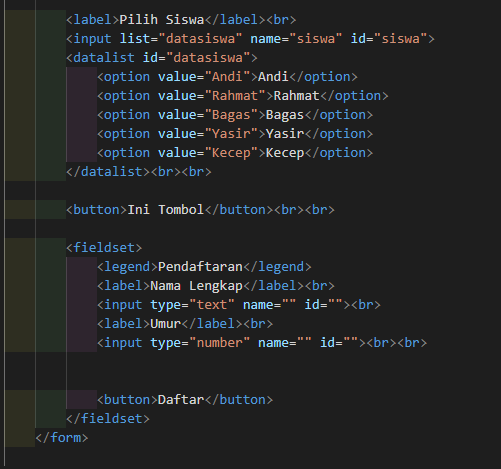 <label>Pilih Siswa</label><br>
<input list="datasiswa" name="siswa" id="siswa">
<datalist id="datasiswa">
<option value="Andi">Andi</option>
<option value="Rahmat">Rahmat</option>
<option value="Bagas">Bagas</option>
<option value="Yasir">Yasir</option>
<option value="Kecep">Kecep</option>
</datalist><br><br>
<button>Ini Tombol</button><br><br>
<fieldset>
<legend>Pendaftaran</legend>
<label>Nama Lengkap</label><br>
<input type="text" name="" id=""><br>
<label>Umur</label><br>
<input type="number" name="" id=""><br><br>
<button>Daftar</button>
</fieldset>
</form>